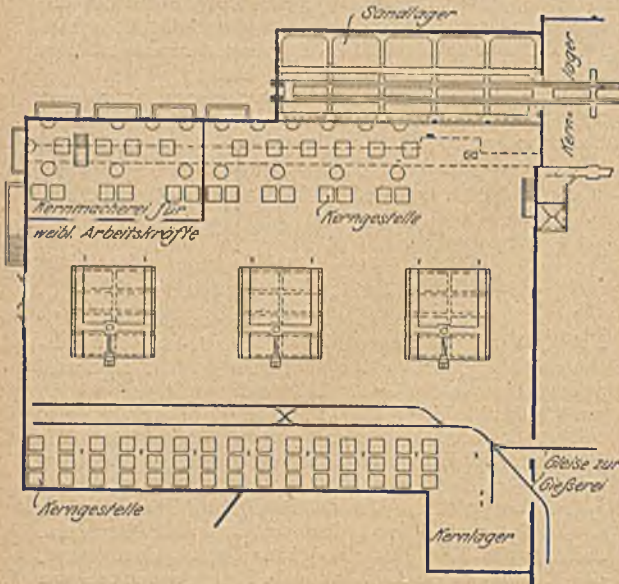 Sandlager
Kernlager
Kernmacherei für
weibl. Arbeitskräfte
Kerngestelle
Gleise zur
Gießerei
Kerngestelle
Kernlager